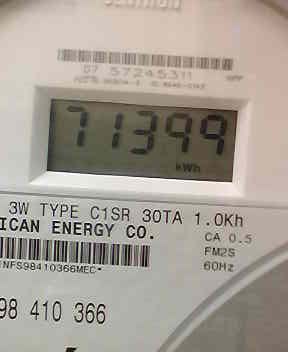 07 57245311
71399
kWh
3W TYPE C1SR 30TA 1.0Kh
ICAN ENERGY CO.
CA 0.5
FM2S
60Hz
NFS98410366MEC*
98 410 366